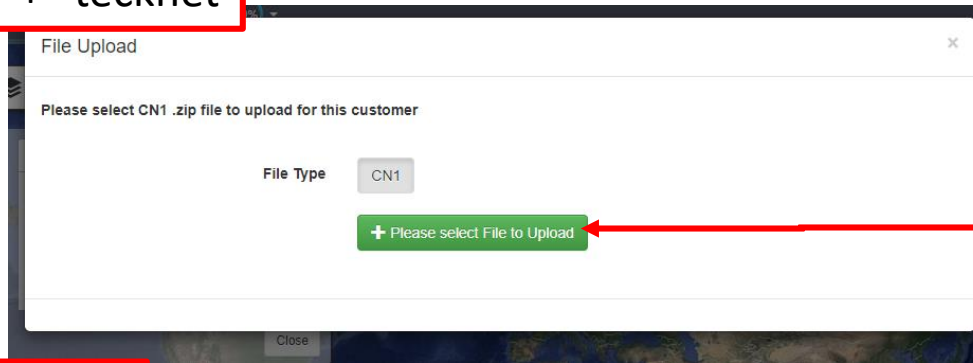 tecknet
File Upload
×
Please select CN1 .zip file to upload for this customer
File Type
CN1
+ Please select File to Upload
Close